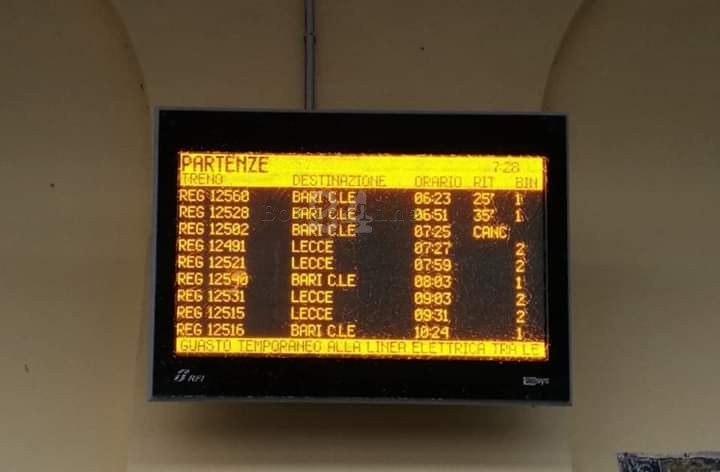 PARTENZE 7:28
TRENO DESTINAZIONE ORARIO RIT BIN
REG 12560 BARI C.LE 06:23 25' 1
REG 12528 BARI C.LE 06:51 35' 1
REG 12502 BARI C.LE 07:25 CANC
REG 12491 LECCE 07:27 2
REG 12521 LECCE 07:59 2
REG 12540 BARI C.LE 08:03 1
REG 12531 LECCE 09:03 2
REG 12515 LECCE 09:31 2
REG 12516 BARI C.LE 10:24 1
GUASTO TEMPORANEO ALLA LINEA ELETTRICA TRA LE
RFI